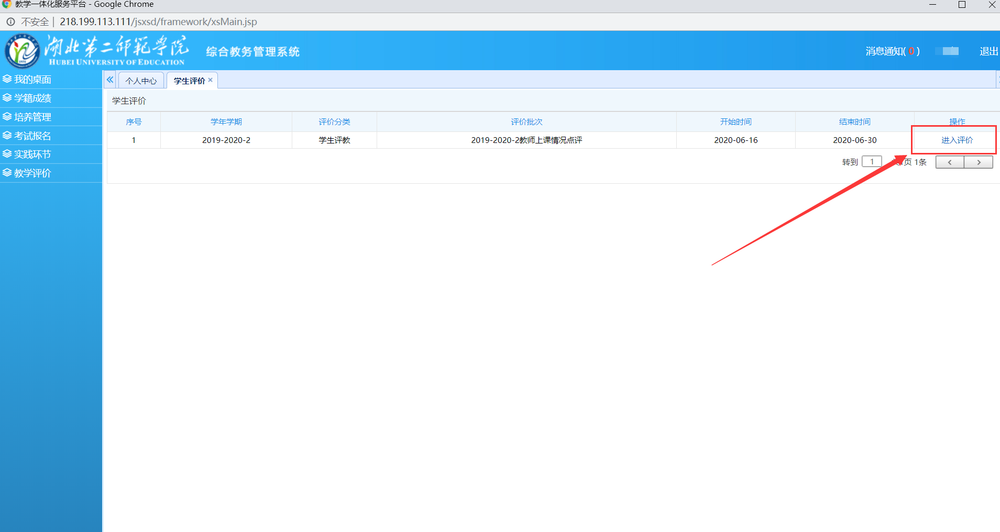 教学一体化服务平台 - Google Chrome
不安全 | 218.199.113.111/jsxsd/framework/xsMain.jsp
湖北第二师范学院
HUBEI UNIVERSITY OF EDUCATION
综合教务管理系统
消息通知( 0 )
退出
我的桌面
学籍成绩
培养管理
考试报名
实践环节
教学评价
个人中心 学生评价
学生评价
序号 学年学期 评价分类 评价批次 开始时间 结束时间 操作
1 2019-2020-2 学生评教 2019-2020-2教师上课情况点评 2020-06-16 2020-06-30 进入评价
转到 1 页 1条